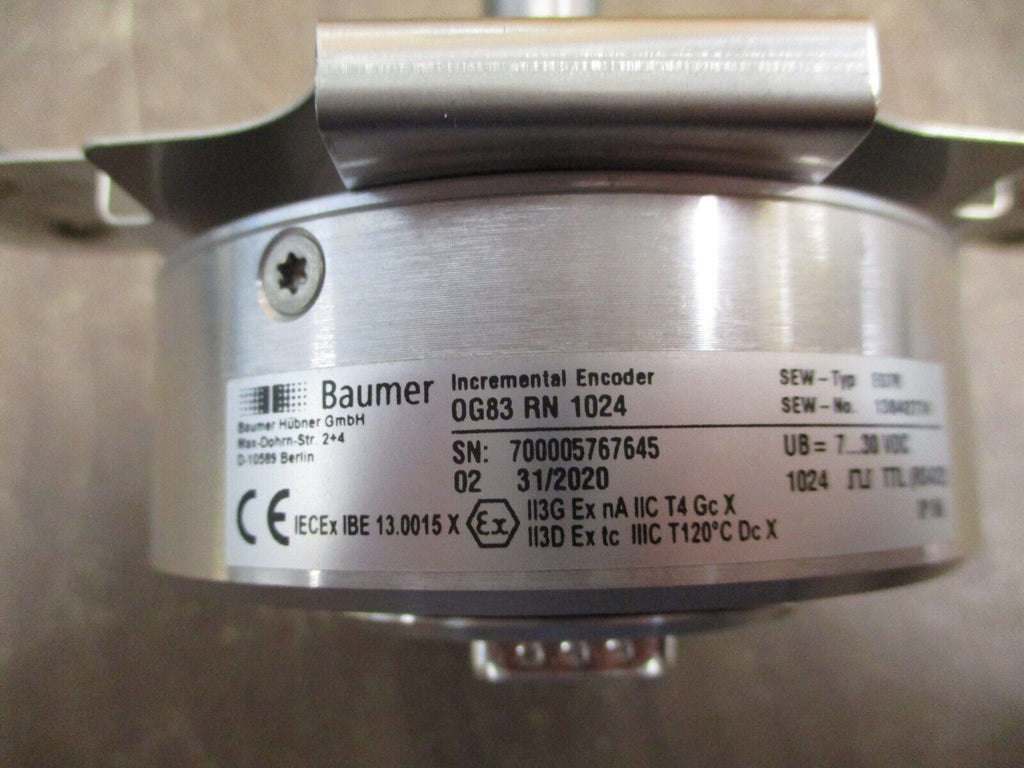 Baumer
Baumer Hübner GmbH
Max-Dohrn-Str. 2+4
D-10589 Berlin
Incremental Encoder
OG83 RN 1024
SEW-Typ
SEW-No.
SN: 700005767645
02 31/2020
UB = 7...30 VDC
1024 TTL
CE IECEx IBE 13.0015 X Ex
II3G Ex nA IIC T4 Gc X
II3D Ex tc IIIC T120°C Dc X